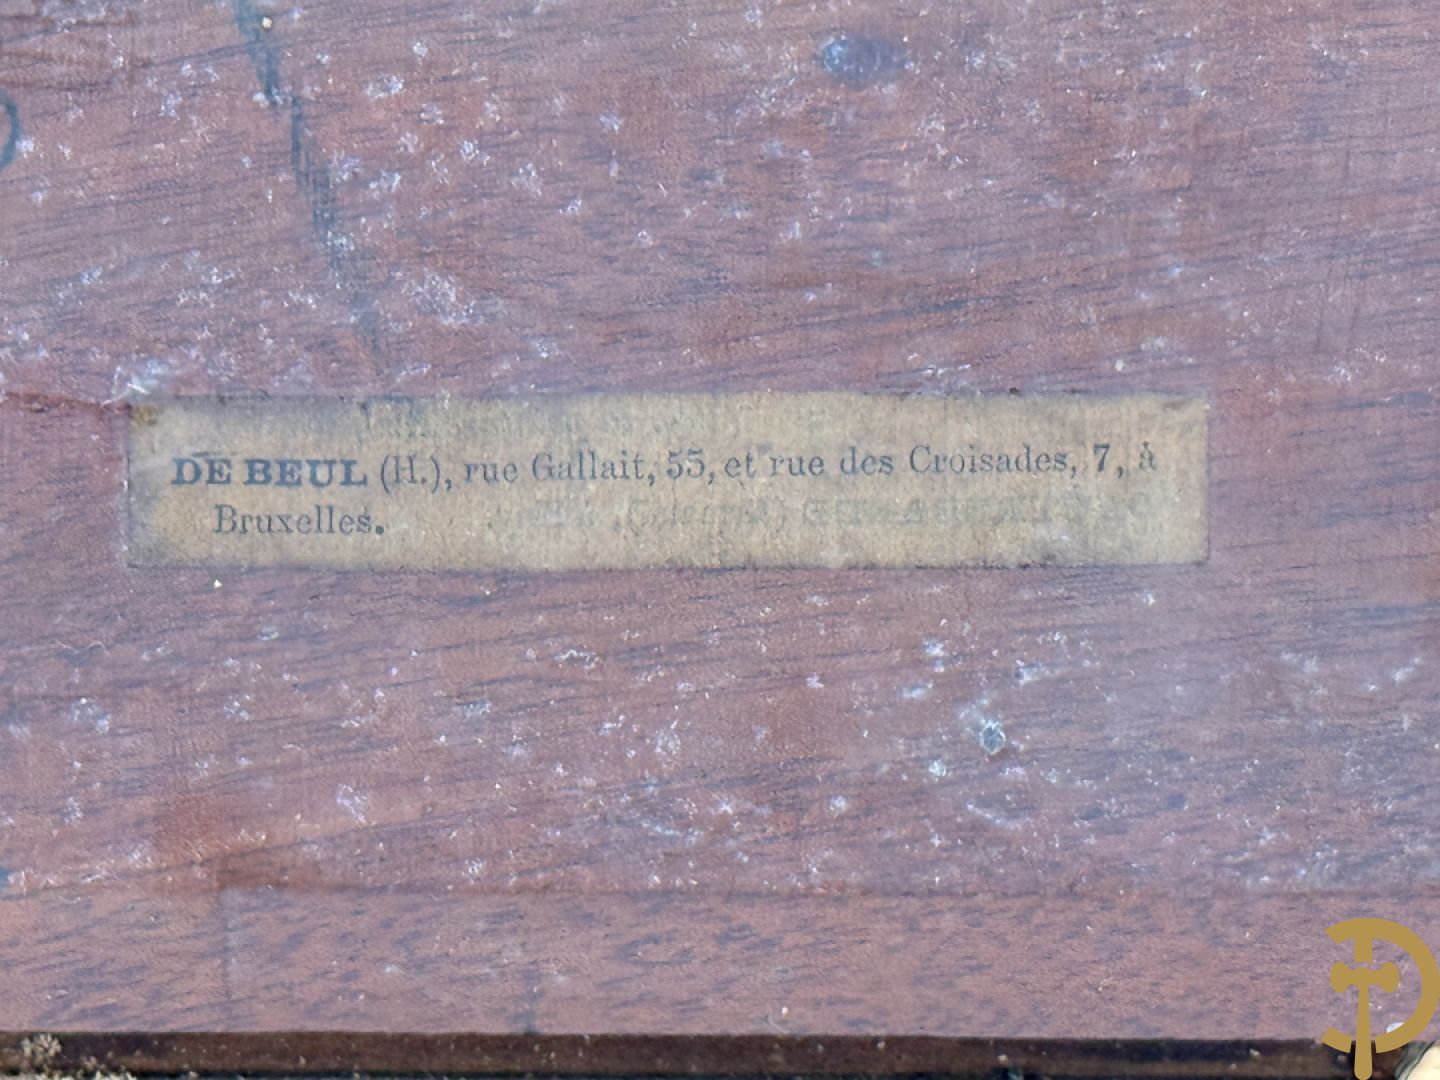 DE BEUL (H.), rue Gallait, 55, et rue des Croisades, 7, à
Bruxelles.